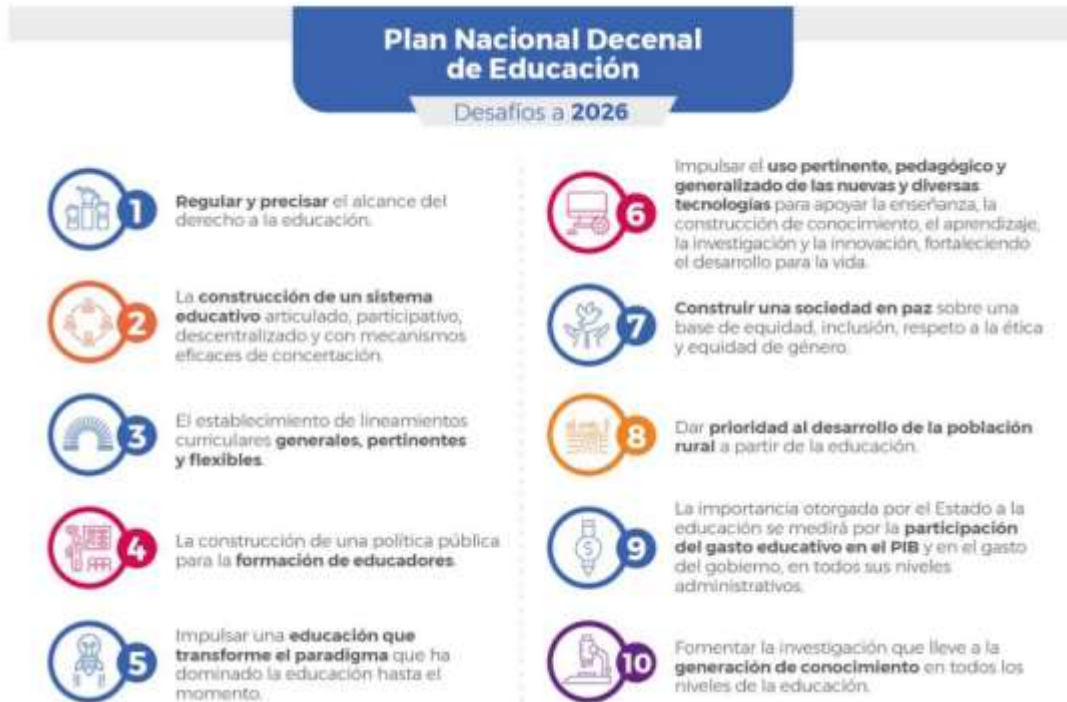 Plan Nacional Decenal
de Educación
Desafíos a 2026
1
Regular y precisar el alcance del
derecho a la educación.
2
La construcción de un sistema
educativo articulado, participativo,
descentralizado y con mecanismos
eficaces de concertación.
3
El establecimiento de lineamientos
curriculares generales, pertinentes
y flexibles.
4
La construcción de una política pública
para la formación de educadores.
5
Impulsar una educación que
transforme el paradigma que ha
dominado la educación hasta el
momento.
6
Impulsar el uso pertinente, pedagógico y
generalizado de las nuevas y diversas
tecnologías para apoyar la enseñanza, la
construcción de conocimiento, el aprendizaje,
la investigación y la innovación, fortaleciendo
el desarrollo para la vida.
7
Construir una sociedad en paz sobre una
base de equidad, inclusión, respeto a la ética
y equidad de género.
8
Dar prioridad al desarrollo de la población
rural a partir de la educación.
9
La importancia otorgada por el Estado a la
educación se medirá por la participación
del gasto educativo en el PIB y en el gasto
del gobierno, en todos sus niveles
administrativos.
10
Fomentar la investigación que lleve a la
generación de conocimiento en todos los
niveles de la educación.